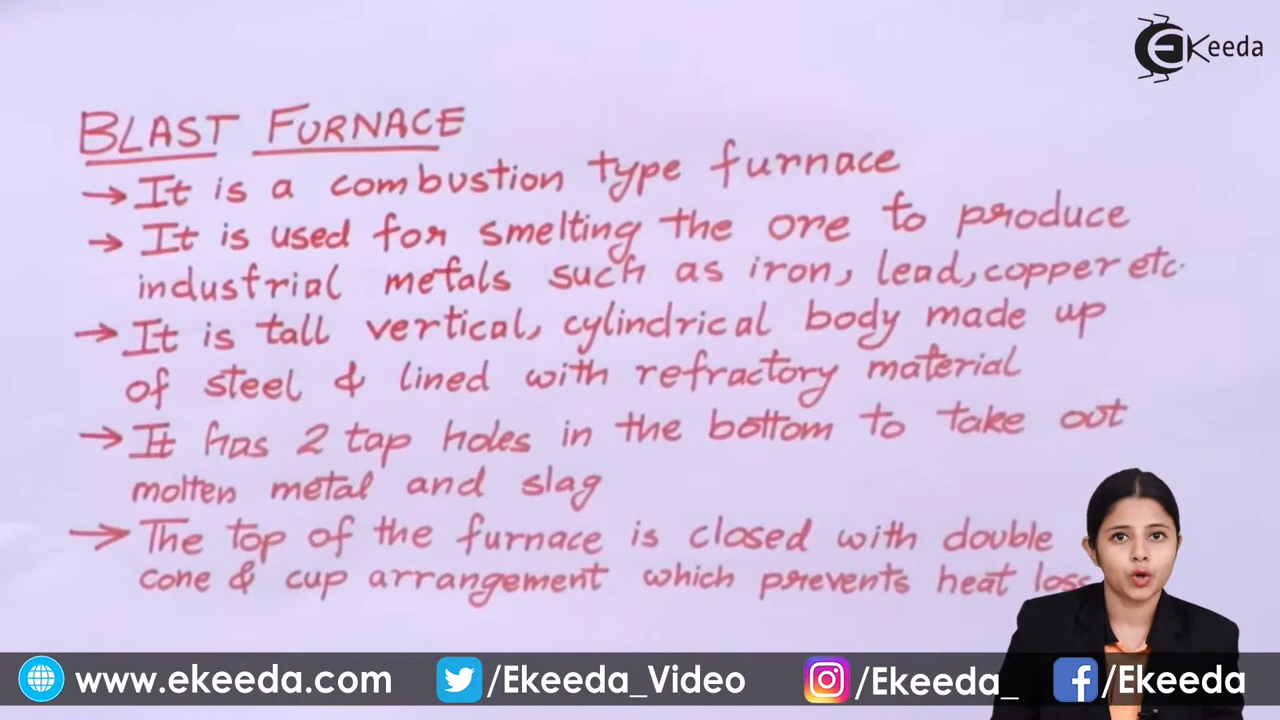 EKeeda
BLAST FURNACE
→ It is a combustion type furnace
→ It is used for smelting the ore to produce
industrial metals such as iron, lead, copper etc.
→ It is tall vertical, cylindrical body made up
of steel & lined with refractory material
→ It has 2 tap holes in the bottom to take out
molten metal and slag
→ The top of the furnace is closed with double
cone & cup arrangement which prevents heat loss
www.ekeeda.com /Ekeeda_Video /Ekeeda_ /Ekeeda